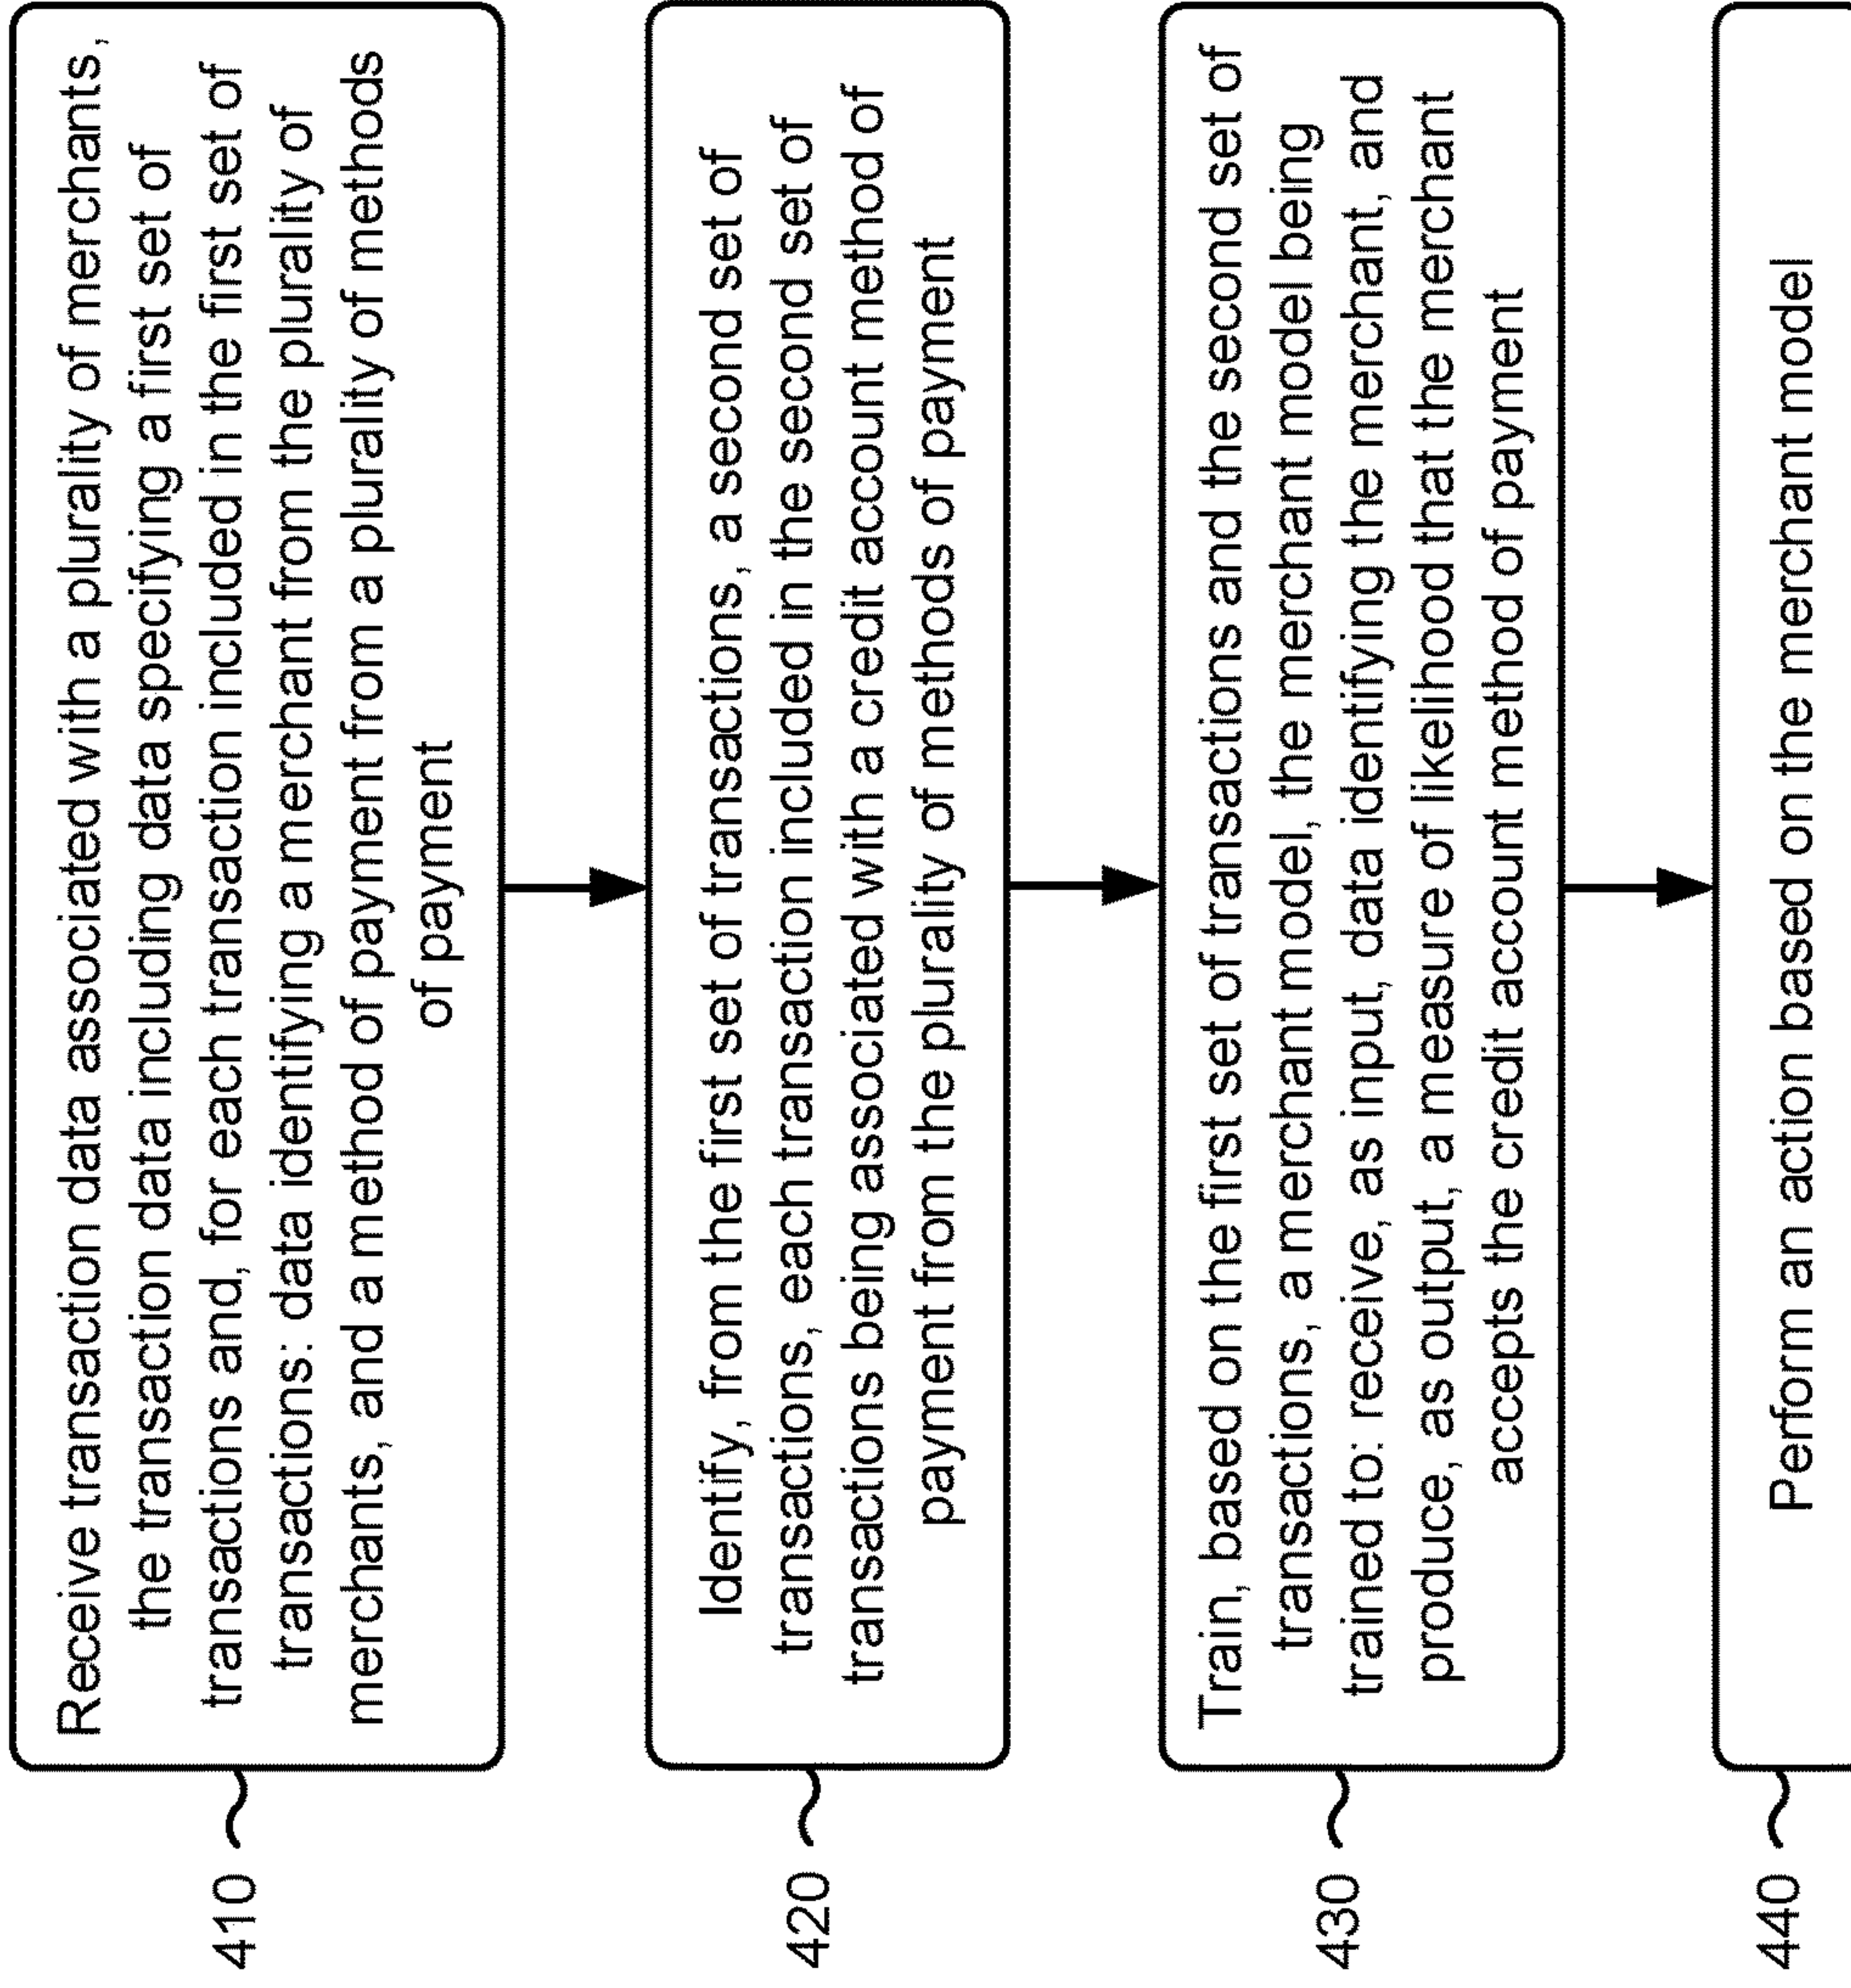 410
Receive transaction data associated with a plurality of merchants,
the transaction data including data specifying a first set of
transactions and, for each transaction included in the first set of
transactions: data identifying a merchant from the plurality of
merchants, and a method of payment from a plurality of methods
of payment
420
Identify, from the first set of transactions, a second set of
transactions, each transaction included in the second set of
transactions being associated with a credit account method of
payment from the plurality of methods of payment
430
Train, based on the first set of transactions and the second set of
transactions, a merchant model, the merchant model being
trained to: receive, as input, data identifying the merchant, and
produce, as output, a measure of likelihood that the merchant
accepts the credit account method of payment
440
Perform an action based on the merchant model